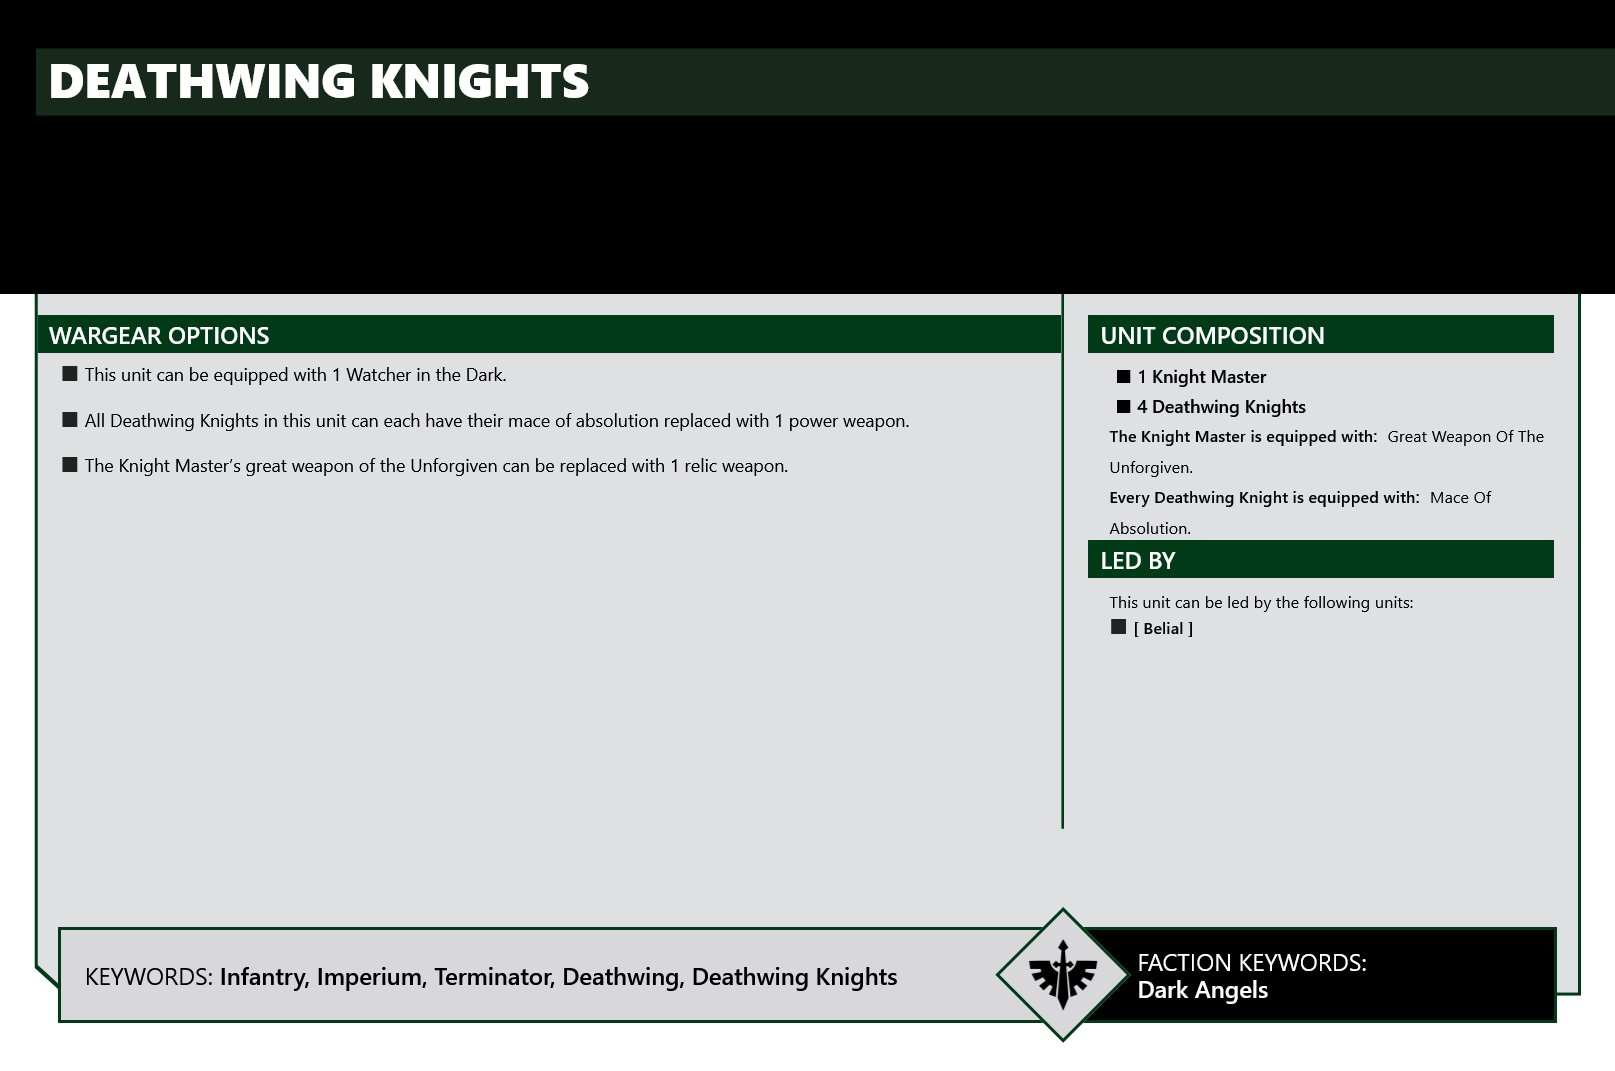 DEATHWING KNIGHTS
WARGEAR OPTIONS
This unit can be equipped with 1 Watcher in the Dark.
All Deathwing Knights in this unit can each have their mace of absolution replaced with 1 power weapon.
The Knight Master’s great weapon of the Unforgiven can be replaced with 1 relic weapon.
UNIT COMPOSITION
1 Knight Master
4 Deathwing Knights
The Knight Master is equipped with: Great Weapon Of The
Unforgiven.
Every Deathwing Knight is equipped with: Mace Of
Absolution.
LED BY
This unit can be led by the following units:
[ Belial ]
KEYWORDS: Infantry, Imperium, Terminator, Deathwing, Deathwing Knights
FACTION KEYWORDS:
Dark Angels